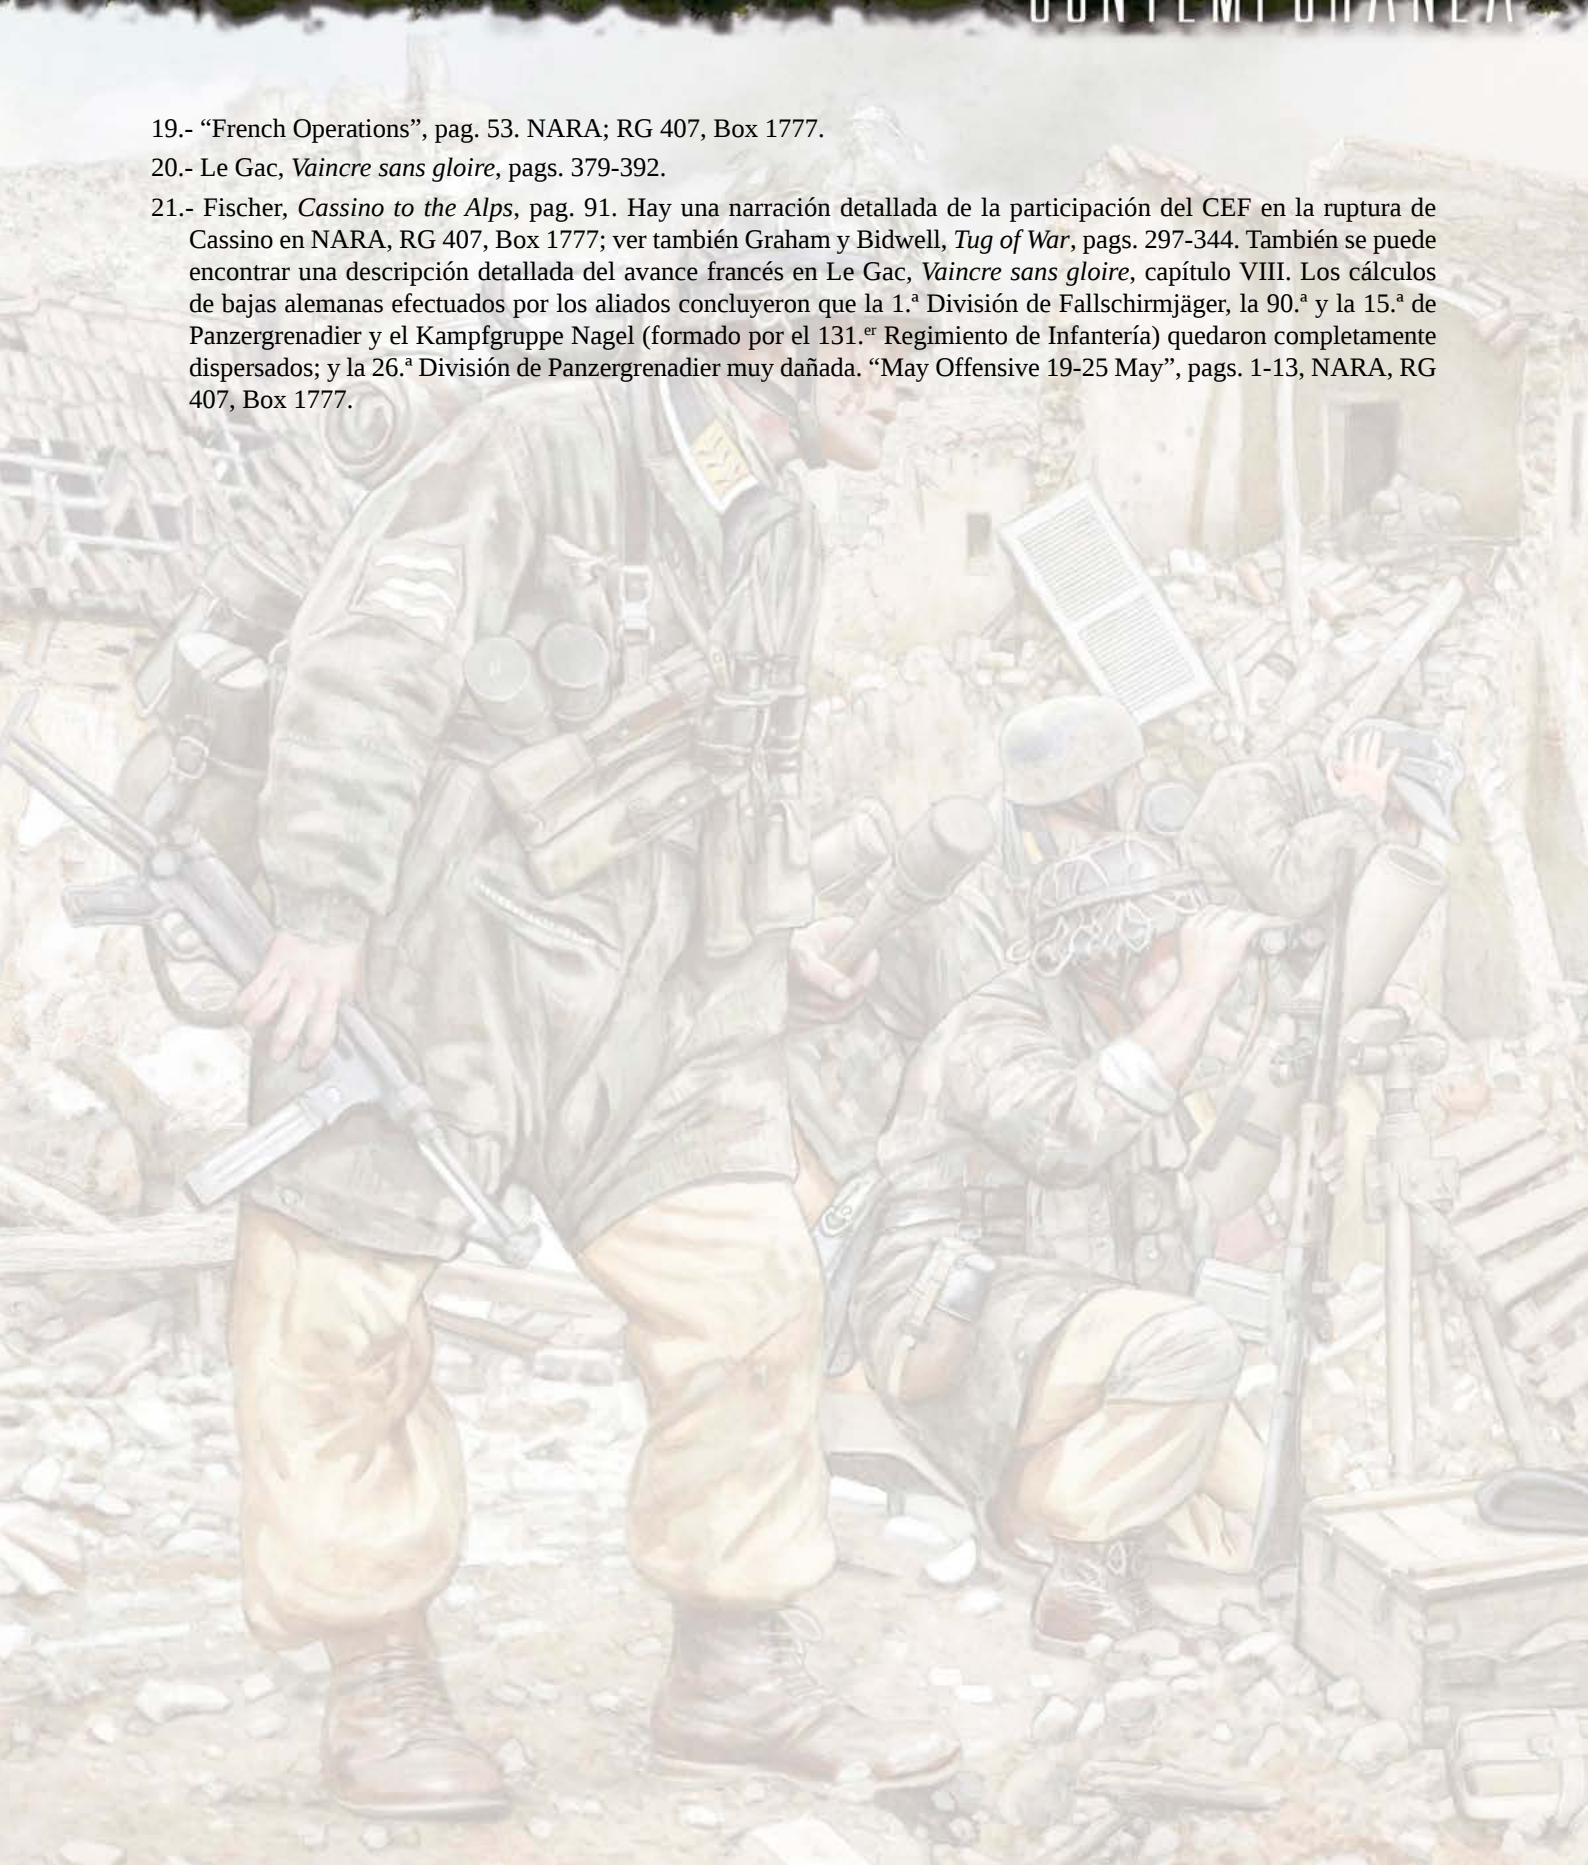 CONTEMPORÁNEA
19.- “French Operations”, pag. 53. NARA; RG 407, Box 1777.
20.- Le Gac, Vaincre sans gloire, pags. 379-392.
21.- Fischer, Cassino to the Alps, pag. 91. Hay una narración detallada de la participación del CEF en la ruptura de
Cassino en NARA, RG 407, Box 1777; ver también Graham y Bidwell, Tug of War, pags. 297-344. También se puede
encontrar una descripción detallada del avance francés en Le Gac, Vaincre sans gloire, capítulo VIII. Los cálculos
de bajas alemanas efectuados por los aliados concluyeron que la 1.ª División de Fallschirmjäger, la 90.ª y la 15.ª de
Panzergrenadier y el Kampfgruppe Nagel (formado por el 131.er Regimiento de Infantería) quedaron completamente
dispersados; y la 26.ª División de Panzergrenadier muy dañada. “May Offensive 19-25 May”, pags. 1-13, NARA, RG
407, Box 1777.